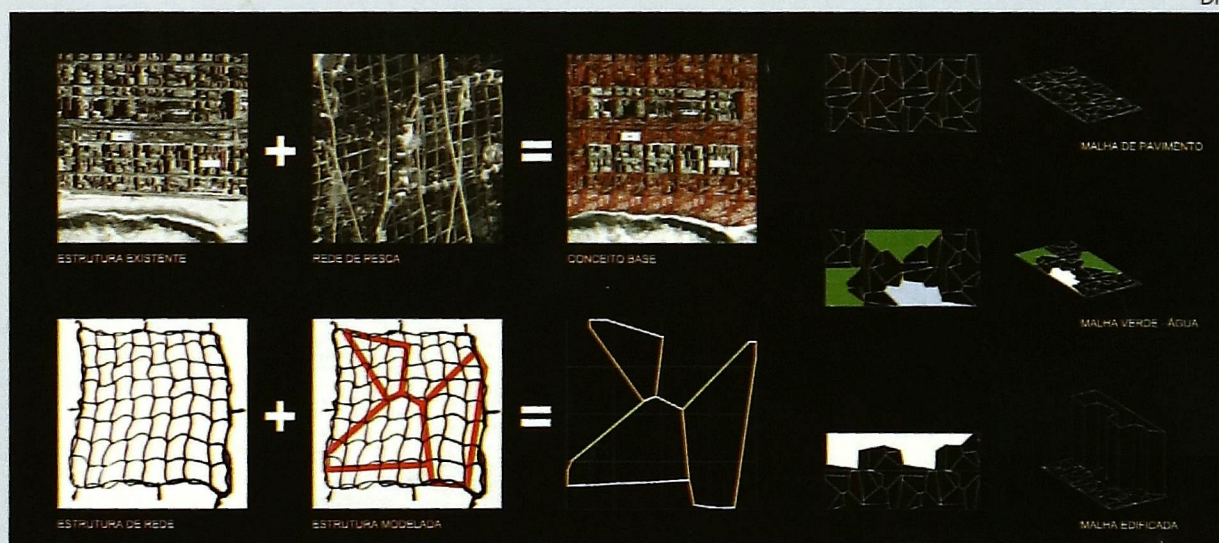 ESTRUTURA EXISTENTE
REDE DE PESCA
CONCEITO BASE
MALHA DE PAVIMENTO
MALHA VERDE - ÁGUA
ESTRUTURA DE REDE
ESTRUTURA MODELADA
MALHA EDIFICADA